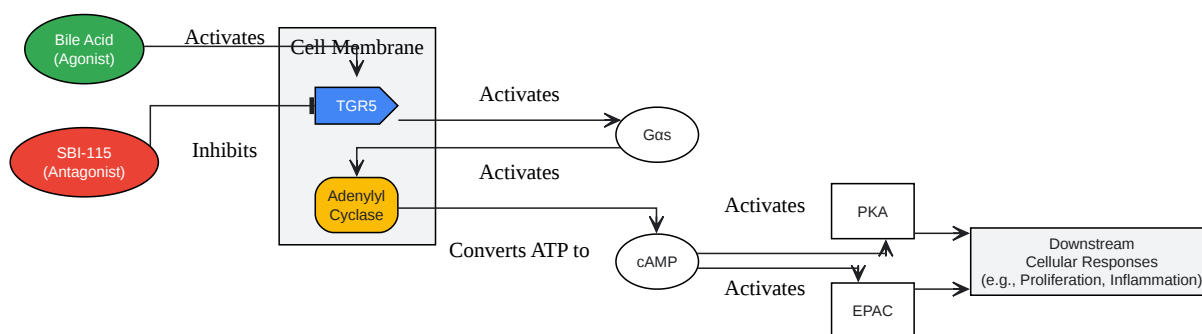 Bile Acid
(Agonist)
Activates
Cell Membrane
TGR5
Activates
Gαs
SBI-115
(Antagonist)
Inhibits
Activates
Adenylyl
Cyclase
Converts ATP to
cAMP
Activates
PKA
Activates
EPAC
Downstream
Cellular Responses
(e.g., Proliferation, Inflammation)